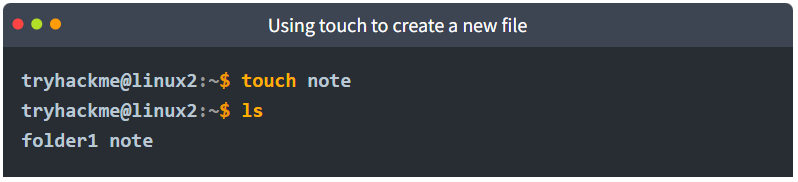 Using touch to create a new file
tryhackme@linux2:~$ touch note
tryhackme@linux2:~$ ls
folder1 note